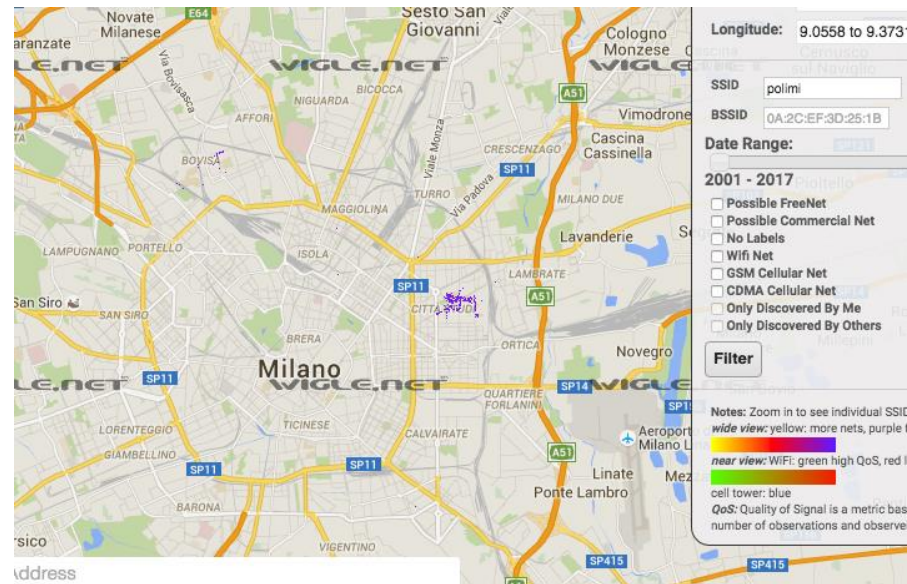 Novate
Milanese
E64
Sesto San
Giovanni
Viale
Cologno
Monzese
aranzate
LE.NET
WIGLE.NET
WIGLE.NET
Via Bovisasca
BICOCCA
NIGUARDA
AFFORI
A51
Vimodrone
Viale Monza
CRESCENZAGO
Cascina
Cassinella
BOVISA
SP11
TURRO
Via Padova
MAGGIOLINA
MILANO DUE
LAMPUGNANO
PORTELLO
ISOLA
Lavanderie
LAMBRATE
San Siro
SAN SIRO
SP11
A51
CITTÀ STUDI
BRERA
ORTICA
Novegro
Milano
LE.NET
SP11
WIGLE.NET
SP14
WIGLE.NET
QUARTIERE
FORLANINI
TICINESE
LORENTEGGIO
CALVAIRATE
Aeroport
Milano
GIAMBELLINO
SP11
SP11
A51
Linate
Ponte Lambro
BARONA
VIGENTINO
rsico
SP415
SP415
Address
Longitude:
9.0558 to 9.3731
SSID
polimi
BSSID
0A:2C:EF:3D:25:1B
Date Range:
2001 - 2017
Possible FreeNet
Possible Commercial Net
No Labels
Wifi Net
GSM Cellular Net
CDMA Cellular Net
Only Discovered By Me
Only Discovered By Others
Filter
Notes: Zoom in to see individual SSID
wide view: yellow: more nets, purple f
near view: WiFi: green high QoS, red l
cell tower: blue
QoS: Quality of Signal is a metric bas
number of observations and observe